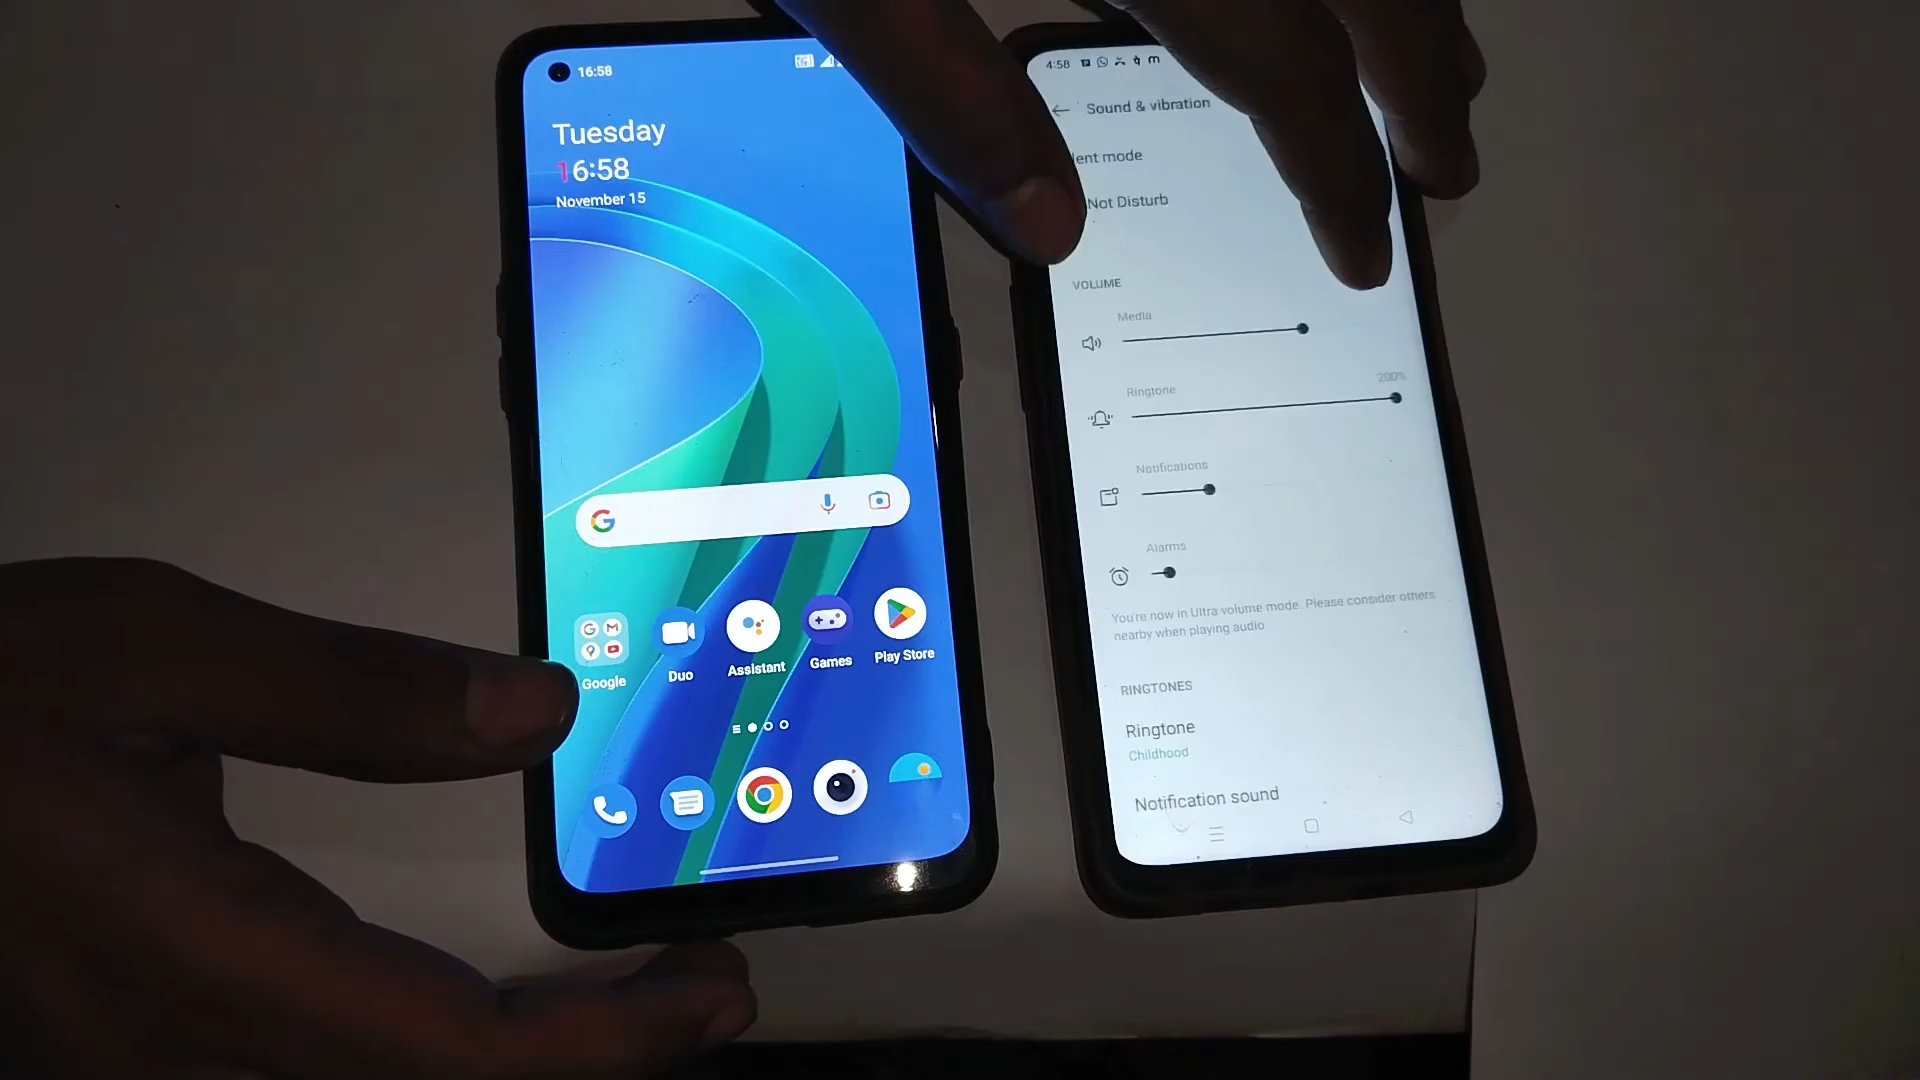 16:58
Tuesday
16:58
November 15
Google
Duo
Assistant
Games
Play Store
4:58
Sound & vibration
lent mode
Not Disturb
VOLUME
Media
Ringtone
200%
Notifications
Alarms
You're now in Ultra volume mode. Please consider others
nearby when playing audio
RINGTONES
Ringtone
Childhood
Notification sound